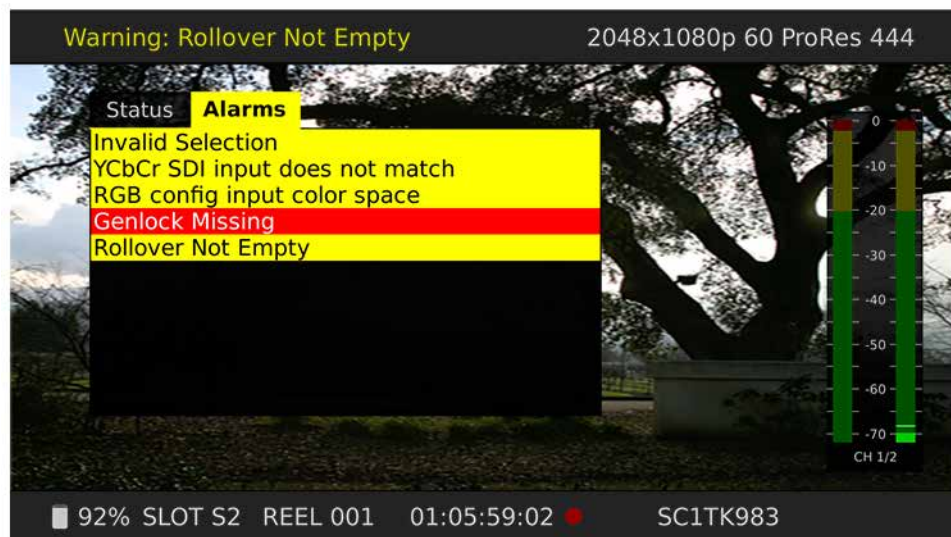 Warning: Rollover Not Empty 2048x1080p 60 ProRes 444
Status Alarms
Invalid Selection
YCbCr SDI input does not match
RGB config input color space
Genlock Missing
Rollover Not Empty
0
-10
-20
-30
-40
-50
-60
-70
CH 1/2
92% SLOT S2 REEL 001 01:05:59:02 SC1TK983